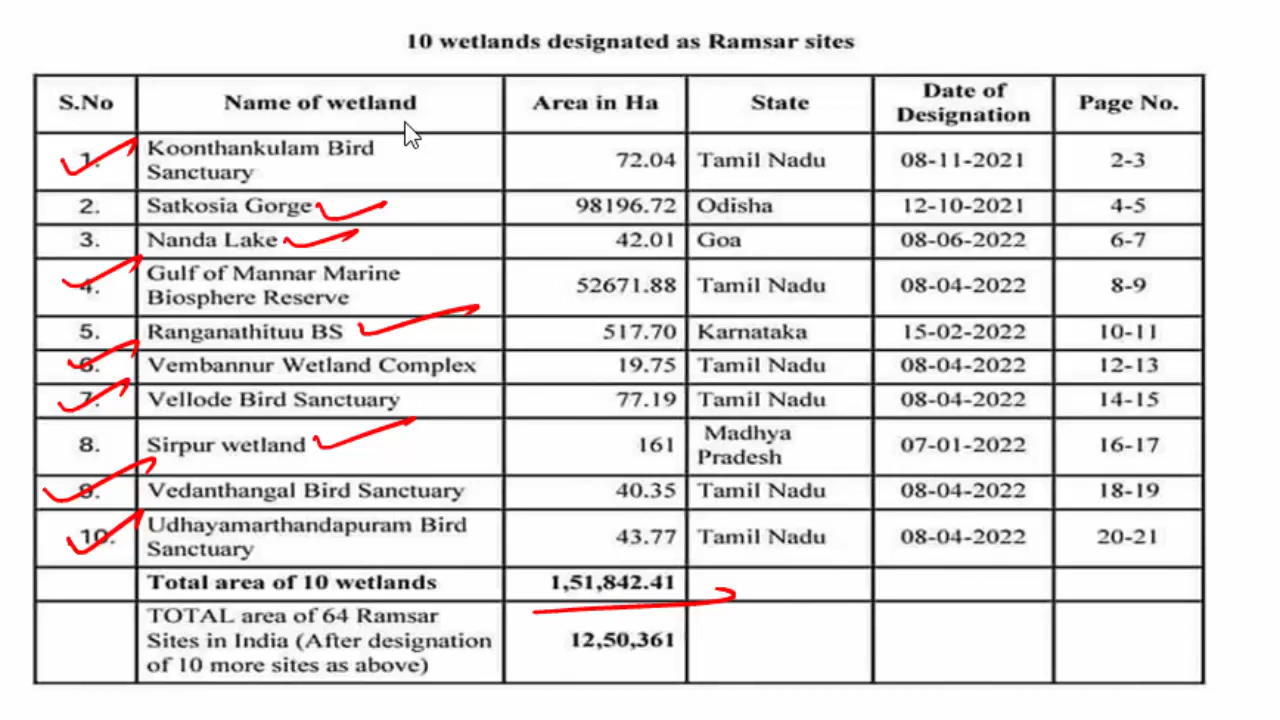 10 wetlands designated as Ramsar sites
S.No Name of wetland Area in Ha State Date of Designation Page No.
1. Koonthankulam Bird Sanctuary 72.04 Tamil Nadu 08-11-2021 2-3
2. Satkosia Gorge 98196.72 Odisha 12-10-2021 4-5
3. Nanda Lake 42.01 Goa 08-06-2022 6-7
4. Gulf of Mannar Marine Biosphere Reserve 52671.88 Tamil Nadu 08-04-2022 8-9
5. Ranganathituu BS 517.70 Karnataka 15-02-2022 10-11
6. Vembannur Wetland Complex 19.75 Tamil Nadu 08-04-2022 12-13
7. Vellode Bird Sanctuary 77.19 Tamil Nadu 08-04-2022 14-15
8. Sirpur wetland 161 Madhya Pradesh 07-01-2022 16-17
9. Vedanthangal Bird Sanctuary 40.35 Tamil Nadu 08-04-2022 18-19
10. Udhayamarthandapuram Bird Sanctuary 43.77 Tamil Nadu 08-04-2022 20-21
Total area of 10 wetlands 1,51,842.41
TOTAL area of 64 Ramsar Sites in India (After designation of 10 more sites as above) 12,50,361